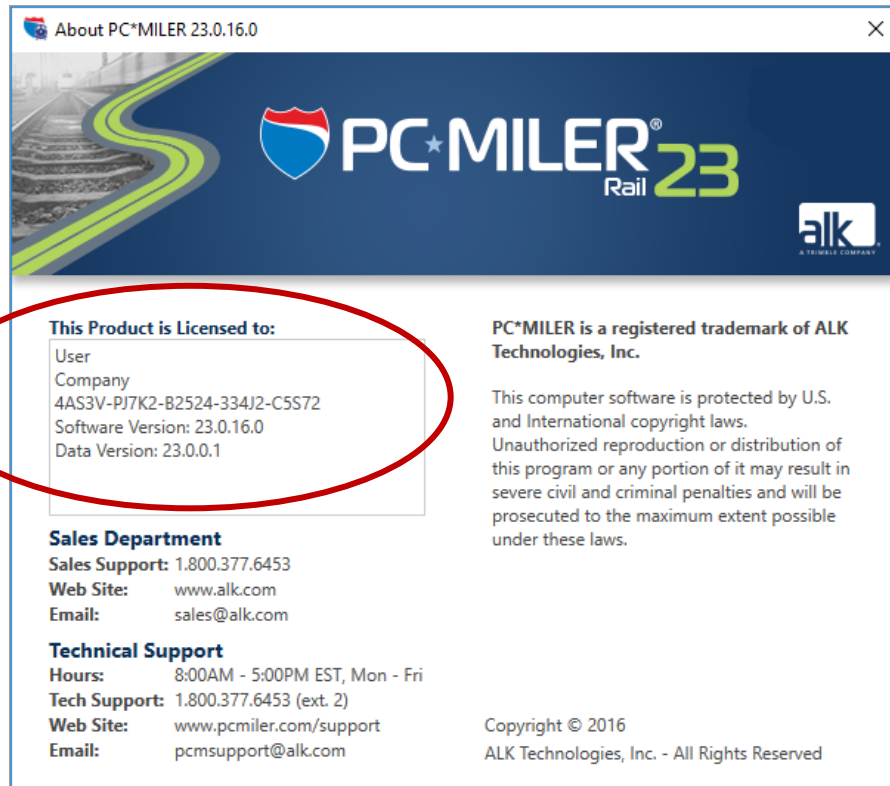 About PC*MILER 23.0.16.0
PC★MILER® 23
Rail
alk
A TRIMBLE COMPANY
This Product is Licensed to:
User
Company
4AS3V-PJ7K2-B2524-334J2-C5S72
Software Version: 23.0.16.0
Data Version: 23.0.0.1
Sales Department
Sales Support: 1.800.377.6453
Web Site: www.alk.com
Email: sales@alk.com
Technical Support
Hours: 8:00AM - 5:00PM EST, Mon - Fri
Tech Support: 1.800.377.6453 (ext. 2)
Web Site: www.pcmiler.com/support
Email: pcmsupport@alk.com
PC*MILER is a registered trademark of ALK
Technologies, Inc.
This computer software is protected by U.S.
and International copyright laws.
Unauthorized reproduction or distribution of
this program or any portion of it may result in
severe civil and criminal penalties and will be
prosecuted to the maximum extent possible
under these laws.
Copyright © 2016
ALK Technologies, Inc. - All Rights Reserved